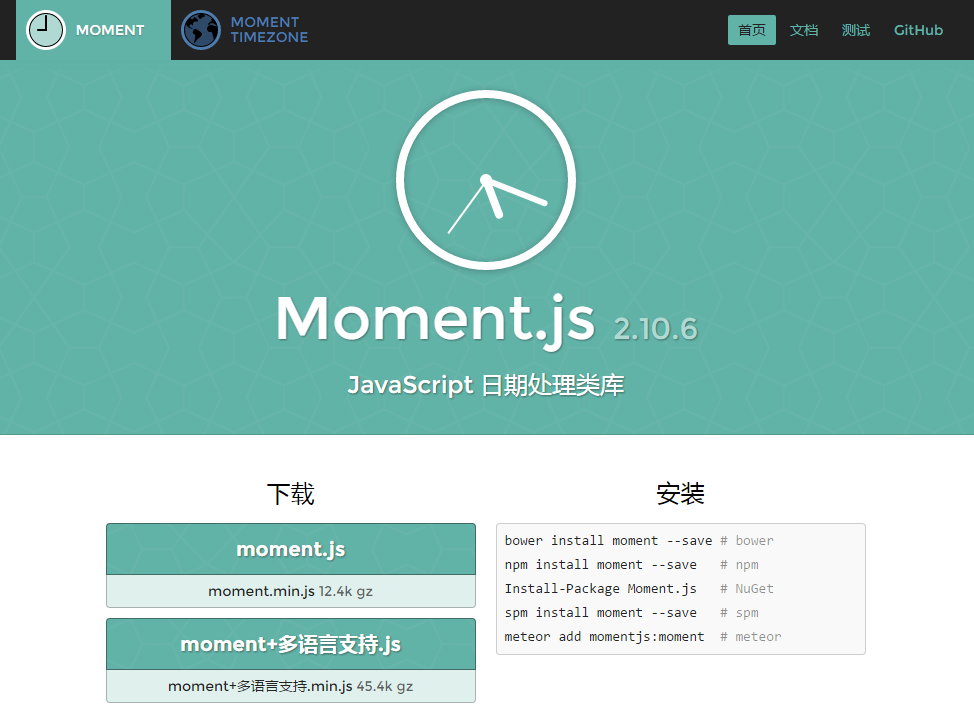 MOMENT
MOMENT
TIMEZONE
首页 文档 测试 GitHub
Moment.js 2.10.6
JavaScript 日期处理类库
下载
moment.js
moment.min.js 12.4k gz
moment+多语言支持.js
moment+多语言支持.min.js 45.4k gz
安装
bower install moment --save # bower
npm install moment --save # npm
Install-Package Moment.js # NuGet
spm install moment --save # spm
meteor add momentjs:moment # meteor